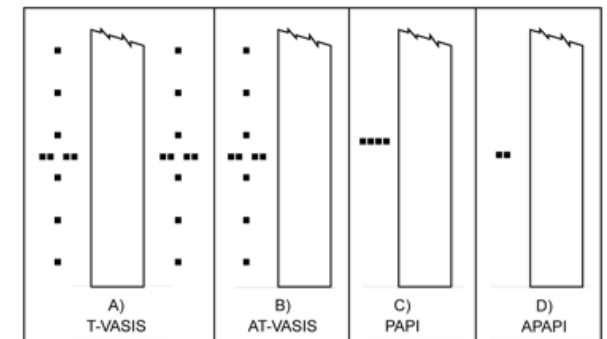 A)
T-VASIS
B)
AT-VASIS
C)
PAPI
D)
APAPI